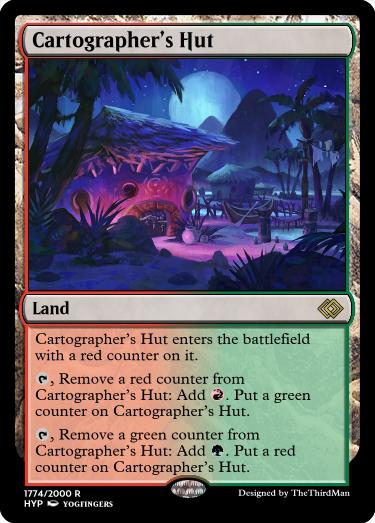 Cartographer's Hut
Land
Cartographer's Hut enters the battlefield
with a red counter on it.
, Remove a red counter from
Cartographer's Hut: Add . Put a green
counter on Cartographer's Hut.
, Remove a green counter from
Cartographer's Hut: Add . Put a red
counter on Cartographer's Hut.
1774/2000 R
HYP YOGFINGERS
Designed by TheThirdMan